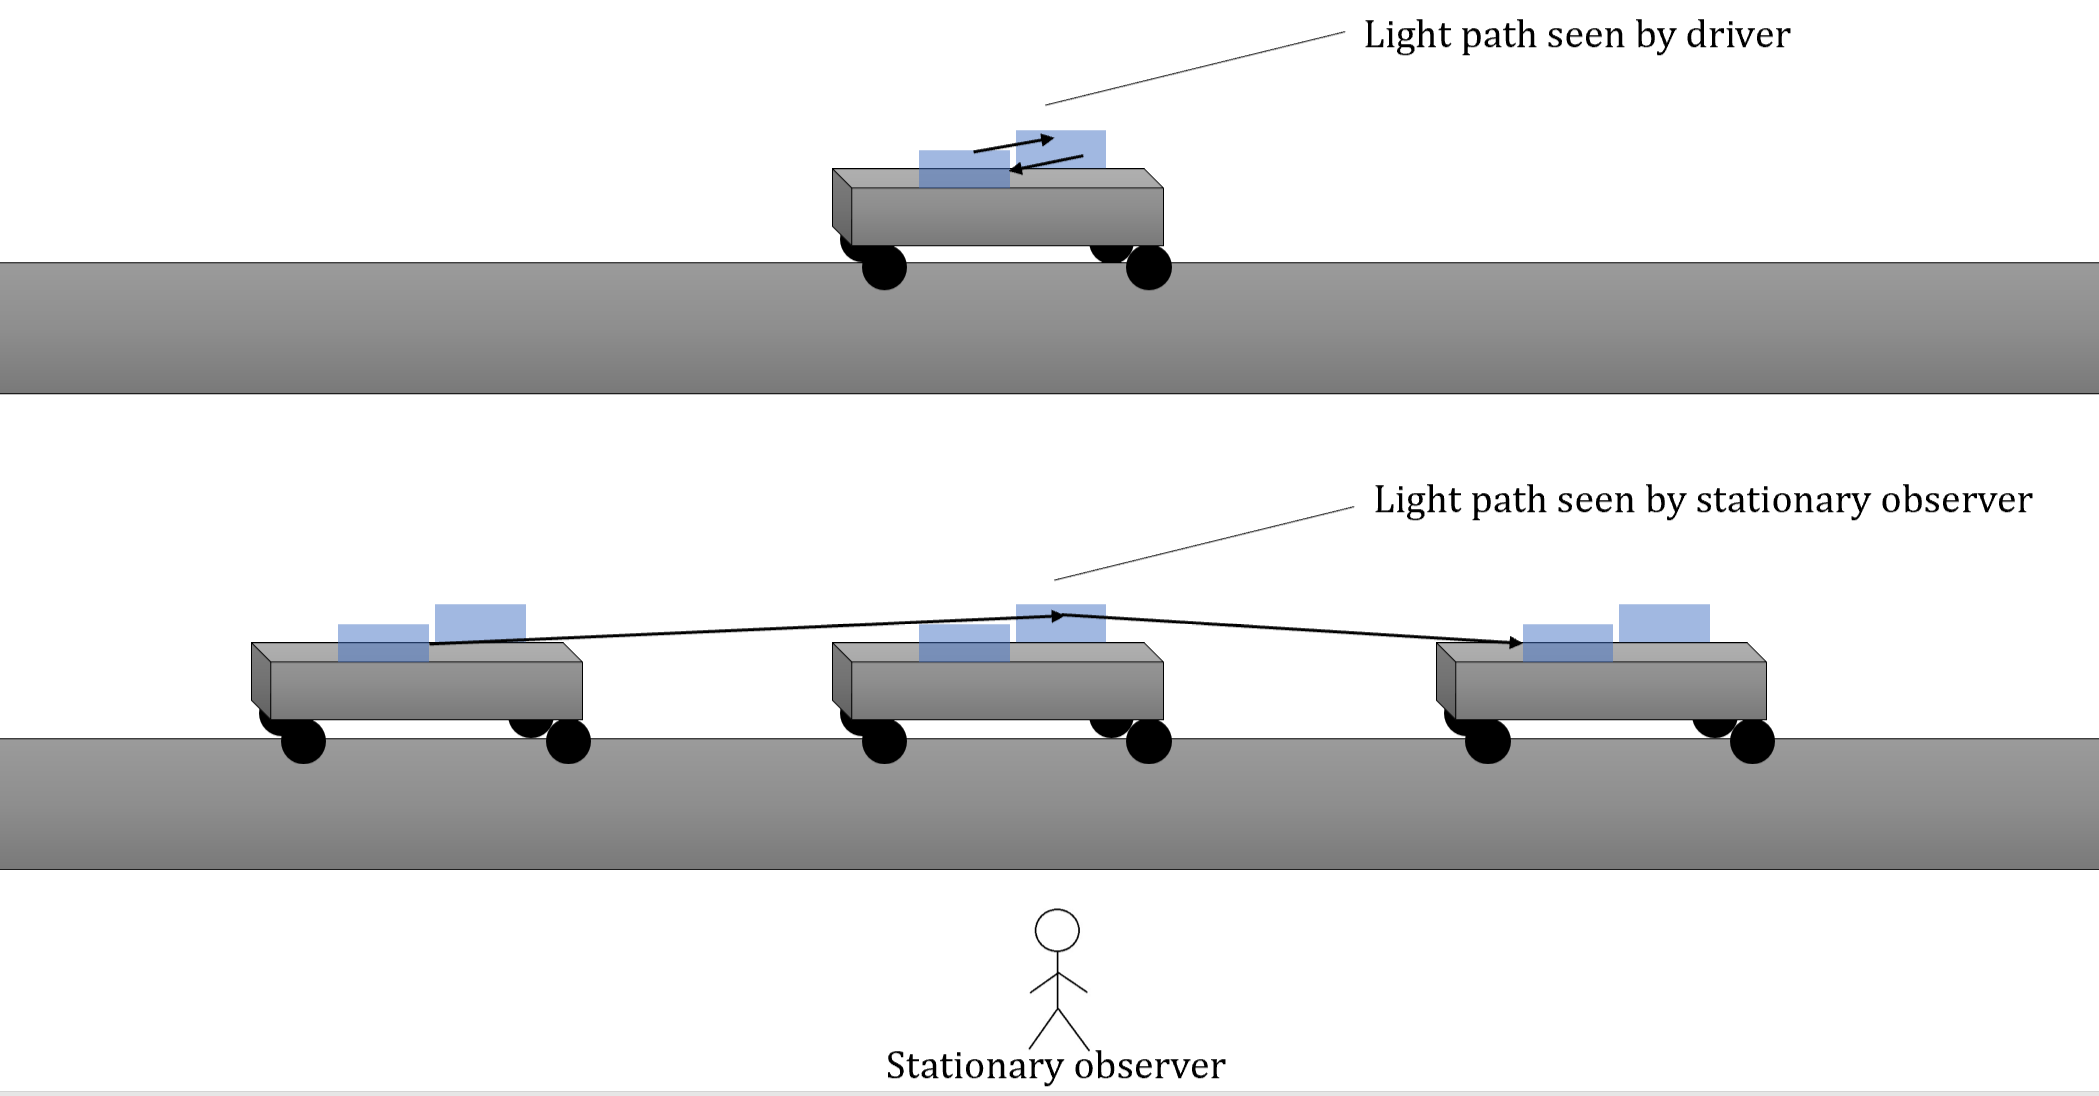 Light path seen by driver
Light path seen by stationary observer
Stationary observer